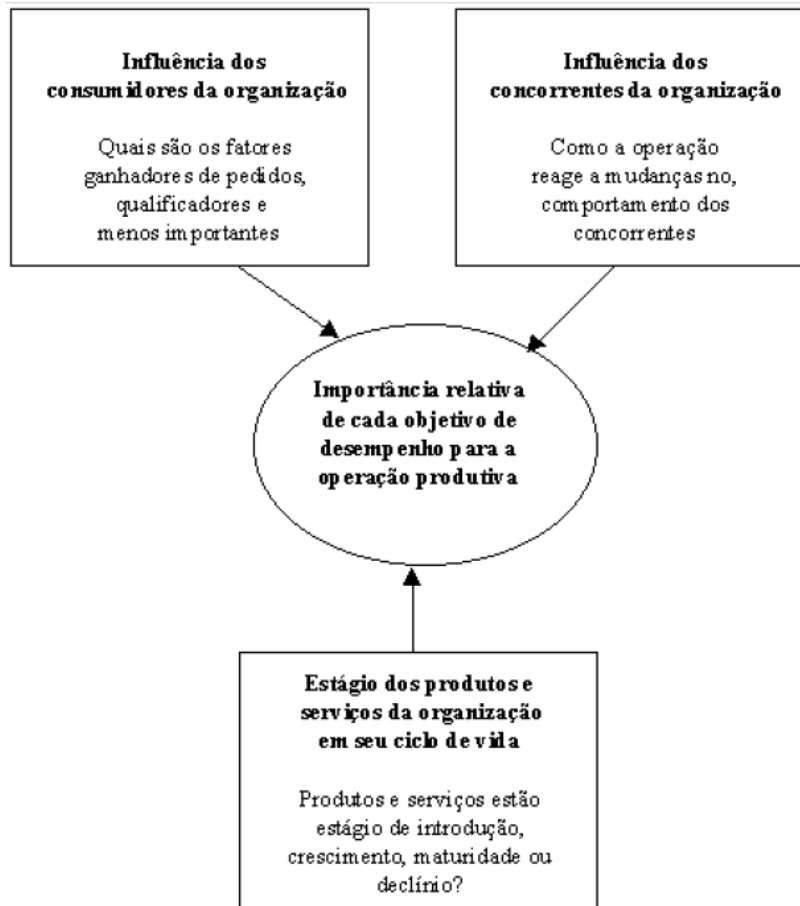 Influência dos
consumidores da organização
Quais são os fatores
ganhadores de pedidos,
qualificadores e
menos importantes
Influência dos
concorrentes da organização
Como a operação
reage a mudanças no,
comportamento dos
concorrentes
Importância relativa
de cada objetivo de
desempenho para a
operação produtiva
Estágio dos produtos e
serviços da organização
em seu ciclo de vida
Produtos e serviços estão
estágio de introdução,
crescimento, maturidade ou
declínio?